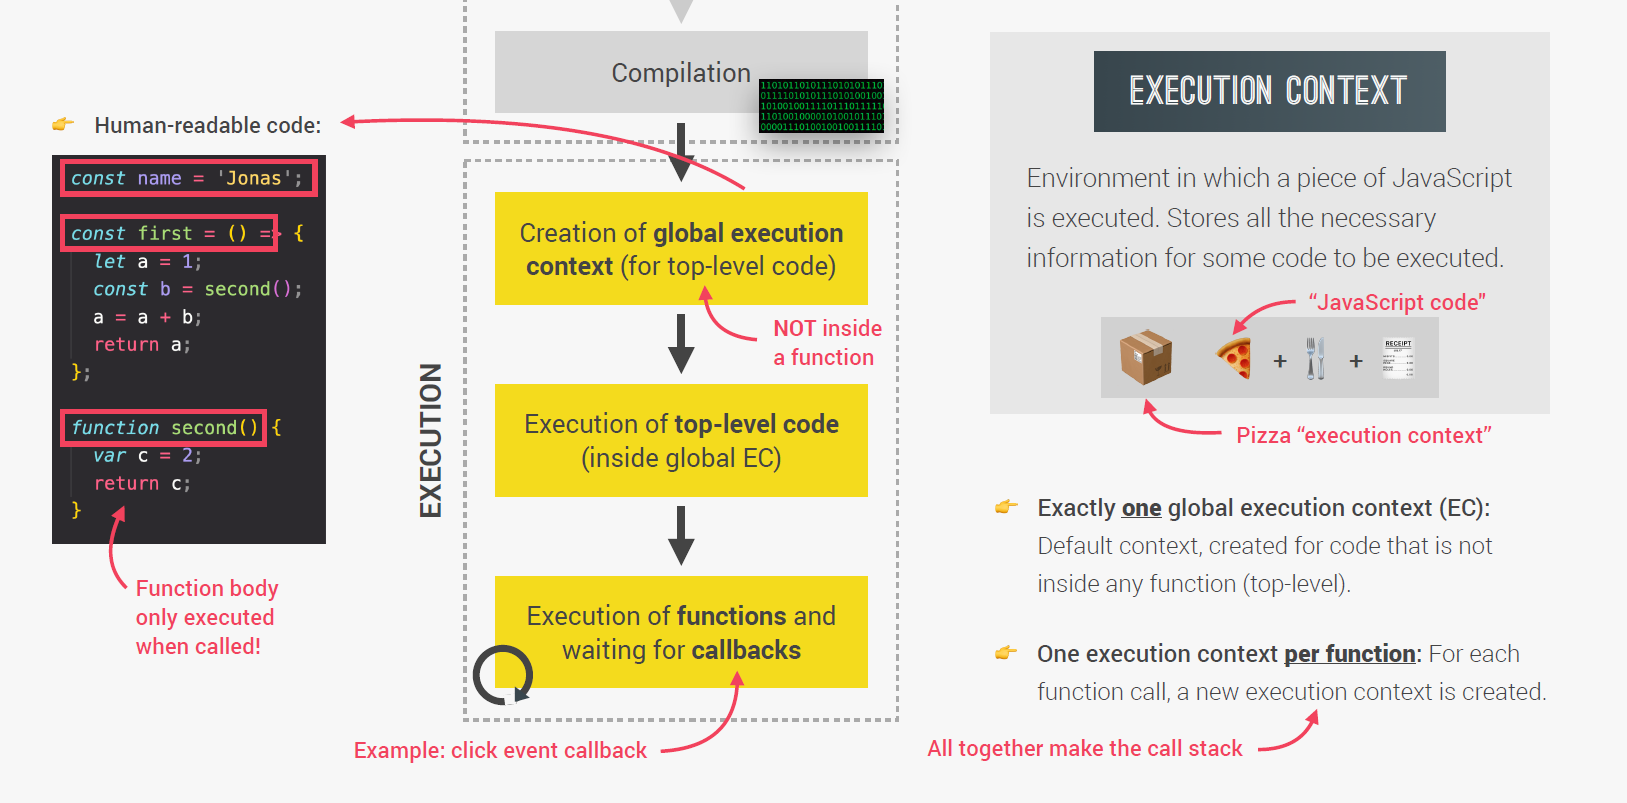 Compilation
1101011010111010101110
0111101010111010100100
1010010011110111011111
1101001000010100101110
000011101001001001111010
👉 Human-readable code:
const name = 'Jonas';
const first = () => {
let a = 1;
const b = second();
a = a + b;
return a;
};
function second() {
var c = 2;
return c;
}
Function body
only executed
when called!
EXECUTION
Creation of global execution
context (for top-level code)
NOT inside
a function
Execution of top-level code
(inside global EC)
Execution of functions and
waiting for callbacks
Example: click event callback
EXECUTION CONTEXT
Environment in which a piece of JavaScript
is executed. Stores all the necessary
information for some code to be executed.
“JavaScript code"
+ +
RECEIPT
Pizza “execution context”
👉 Exactly one global execution context (EC):
Default context, created for code that is not
inside any function (top-level).
👉 One execution context per function: For each
function call, a new execution context is created.
All together make the call stack